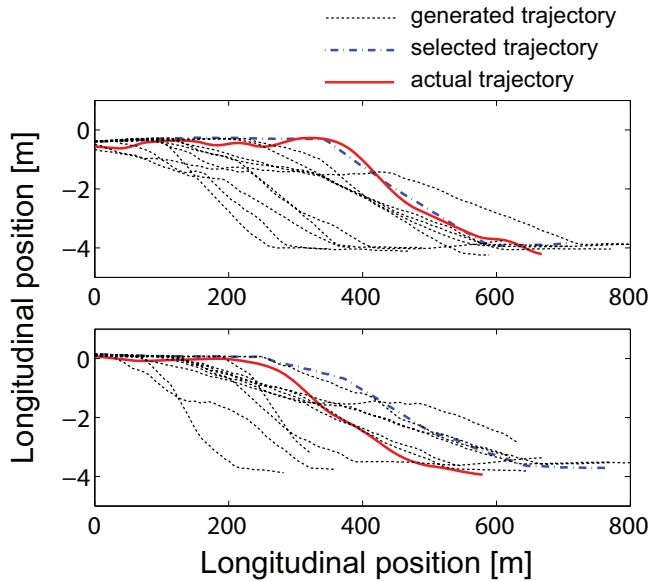 generated trajectory
selected trajectory
actual trajectory
0
−2
−4
0 200 400 600 800
0
−2
−4
0 200 400 600 800
Longitudinal position [m]
Longitudinal position [m]